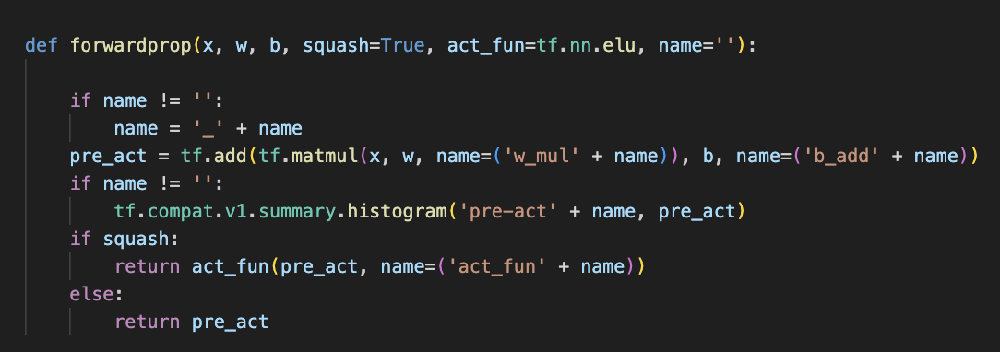 def forwardprop(x, w, b, squash=True, act_fun=tf.nn.elu, name=''):
if name != '':
name = '_' + name
pre_act = tf.add(tf.matmul(x, w, name=('w_mul' + name)), b, name=('b_add' + name))
if name != '':
tf.compat.v1.summary.histogram('pre-act' + name, pre_act)
if squash:
return act_fun(pre_act, name=('act_fun' + name))
else:
return pre_act